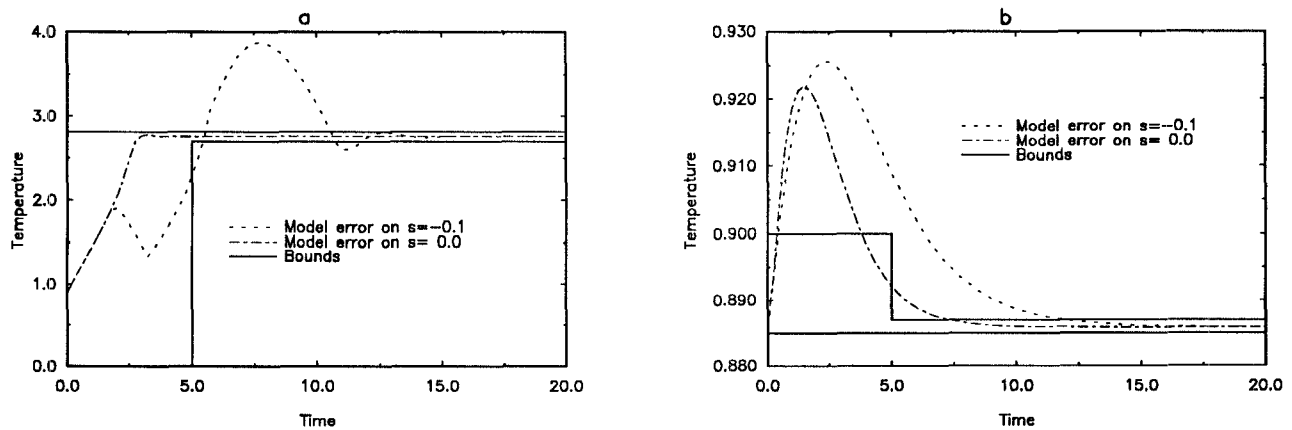 a
4.0
3.0
2.0
1.0
0.0
Temperature
Model error on s=-0.1
Model error on s= 0.0
Bounds
0.0 5.0 10.0 15.0 20.0
Time
b
0.930
0.920
0.910
0.900
0.890
0.880
Temperature
Model error on s=-0.1
Model error on s= 0.0
Bounds
0.0 5.0 10.0 15.0 20.0
Time